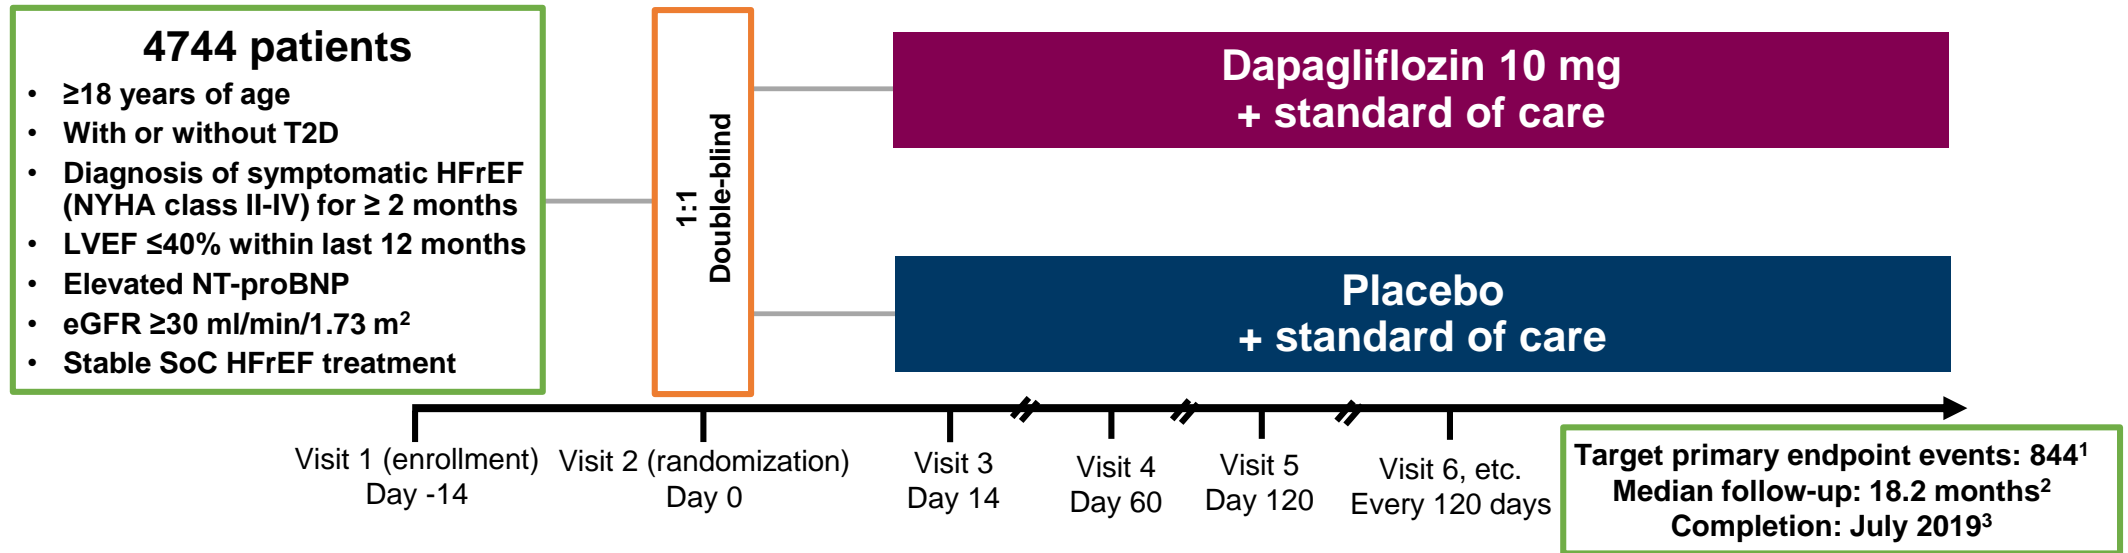 4744 patients
• ≥18 years of age
• With or without T2D
• Diagnosis of symptomatic HFrEF
(NYHA class II-IV) for ≥ 2 months
• LVEF ≤40% within last 12 months
• Elevated NT-proBNP
• eGFR ≥30 ml/min/1.73 m²
• Stable SoC HFrEF treatment
1:1
Double-blind
Dapagliflozin 10 mg
+ standard of care
Placebo
+ standard of care
Visit 1 (enrollment)
Day -14
Visit 2 (randomization)
Day 0
Visit 3
Day 14
Visit 4
Day 60
Visit 5
Day 120
Visit 6, etc.
Every 120 days
Target primary endpoint events: 844¹
Median follow-up: 18.2 months²
Completion: July 2019³